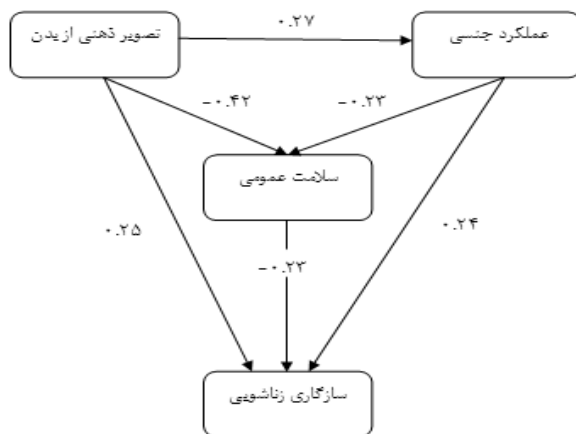 ۰.۲۷
عملکرد جنسی
تصویر ذهنی از بدن
-۰.۴۲
-۰.۲۳
سلامت عمومی
۰.۲۵
۰.۲۴
-۰.۲۳
سازگاری زناشویی